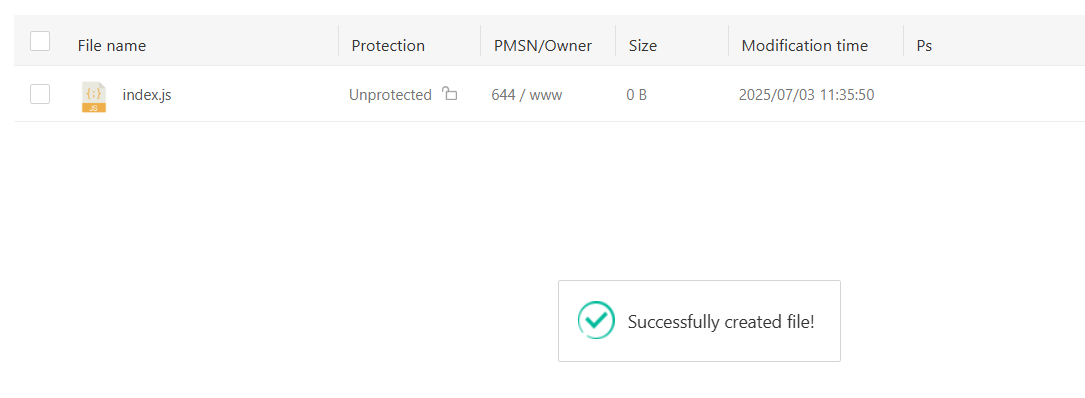 File name Protection PMSN/Owner Size Modification time Ps
{;} JS index.js Unprotected 644 / www 0 B 2025/07/03 11:35:50
Successfully created file!